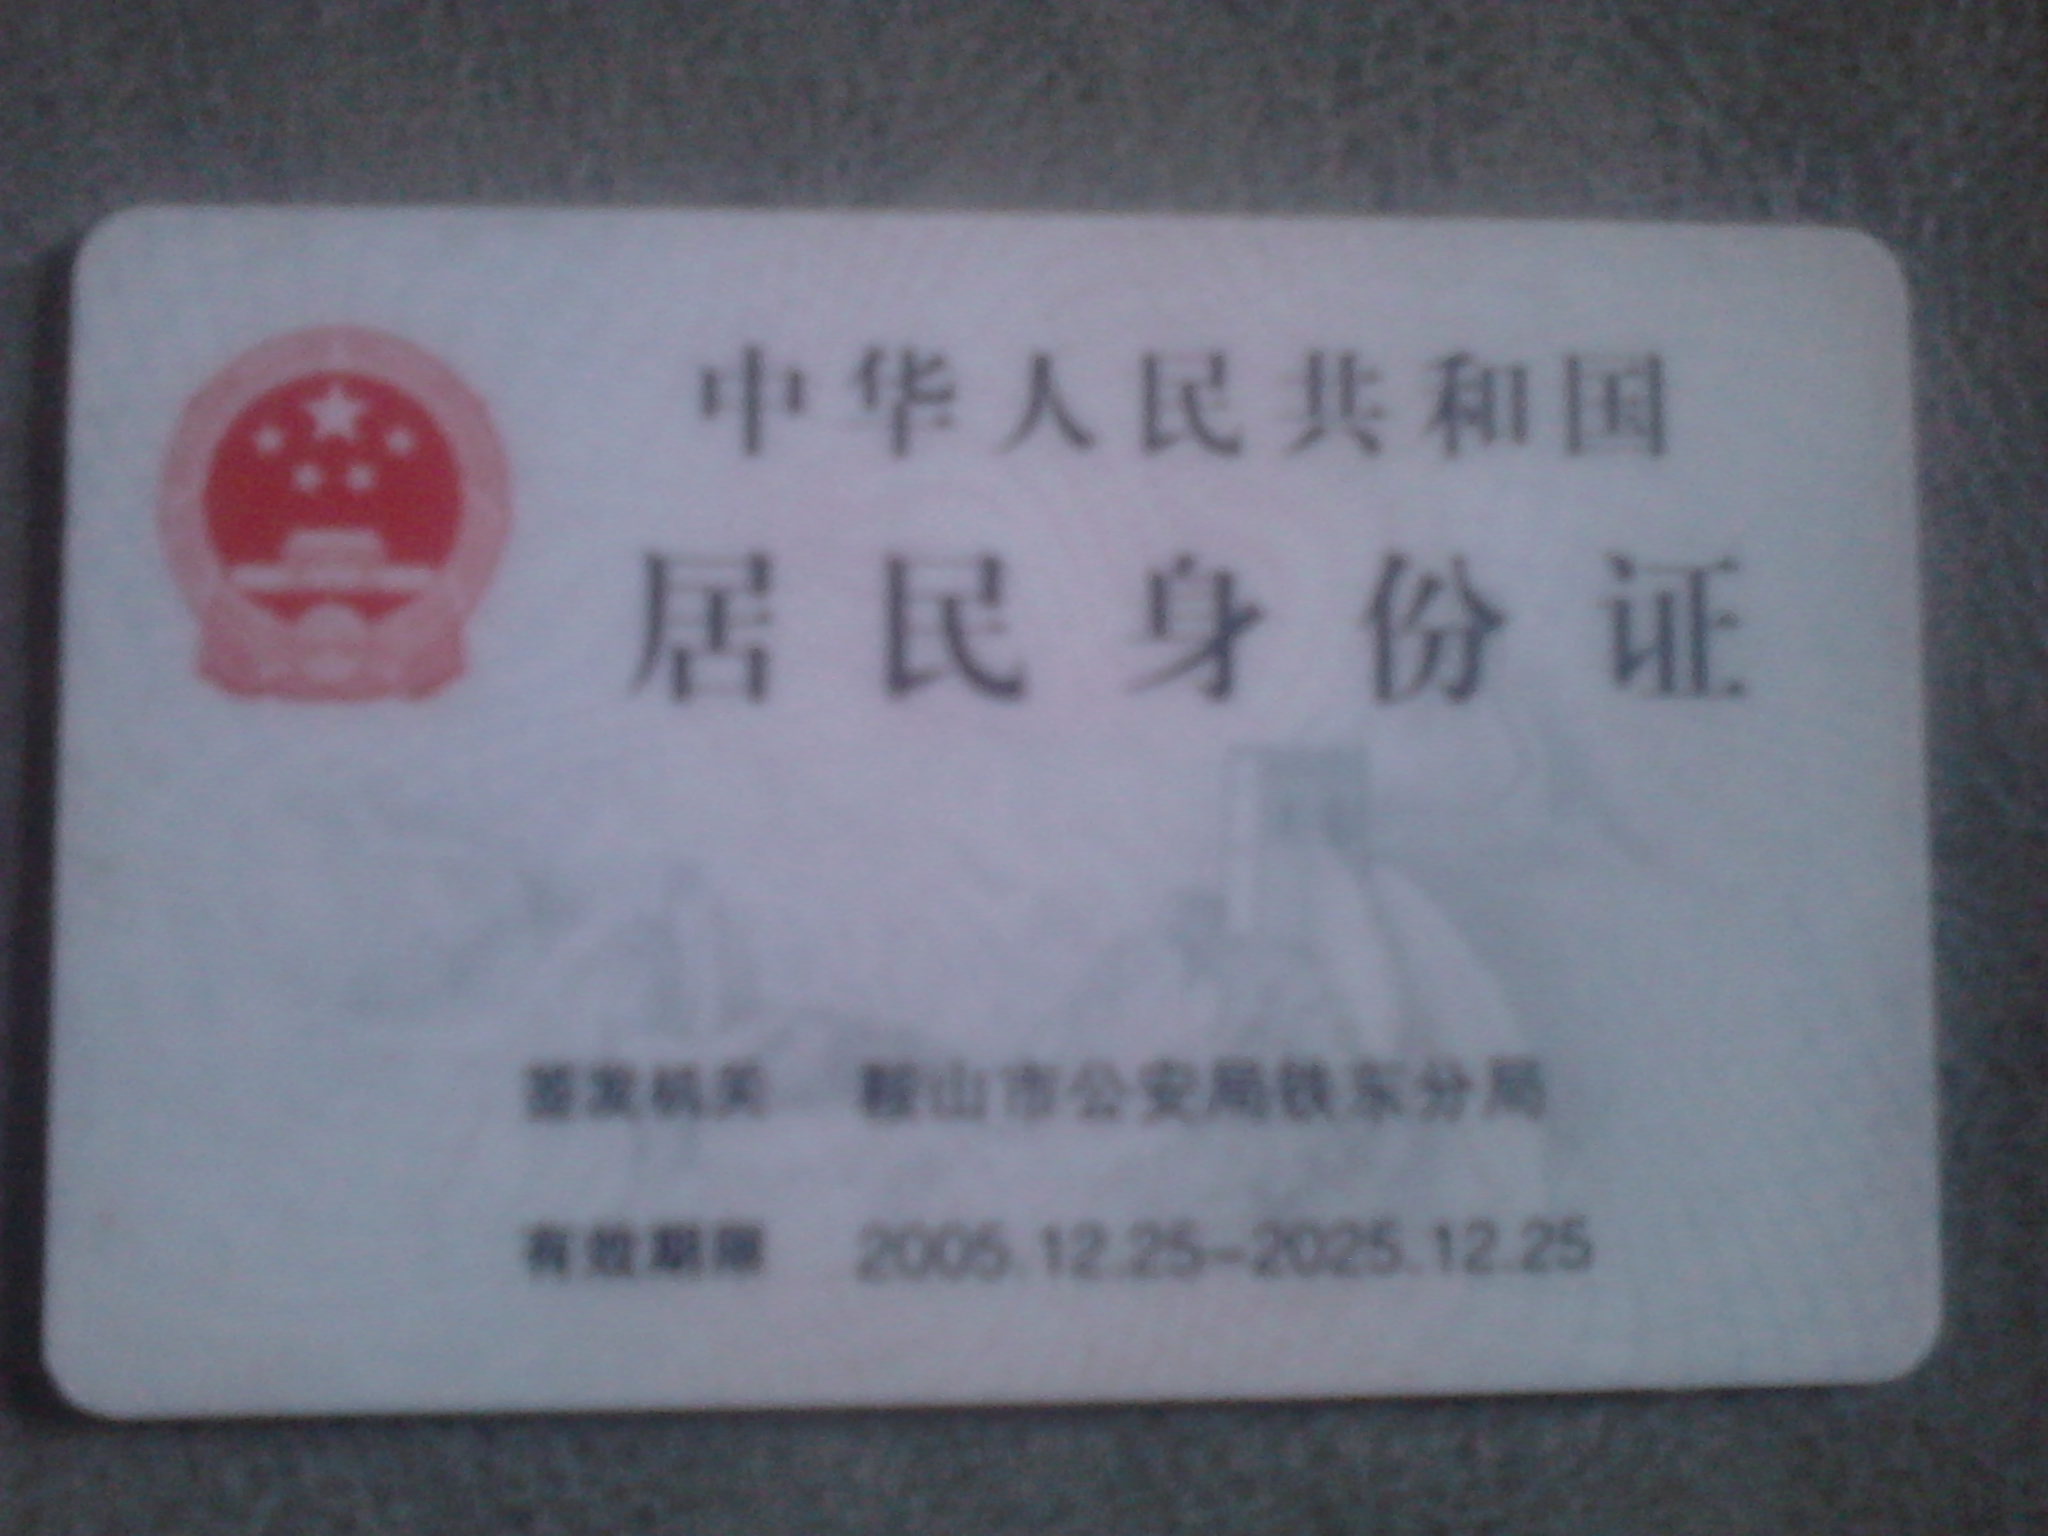 中华人民共和国
居民身份证
签发机关 鞍山市公安局铁东分局
有效期限 2005.12.25-2025.12.25